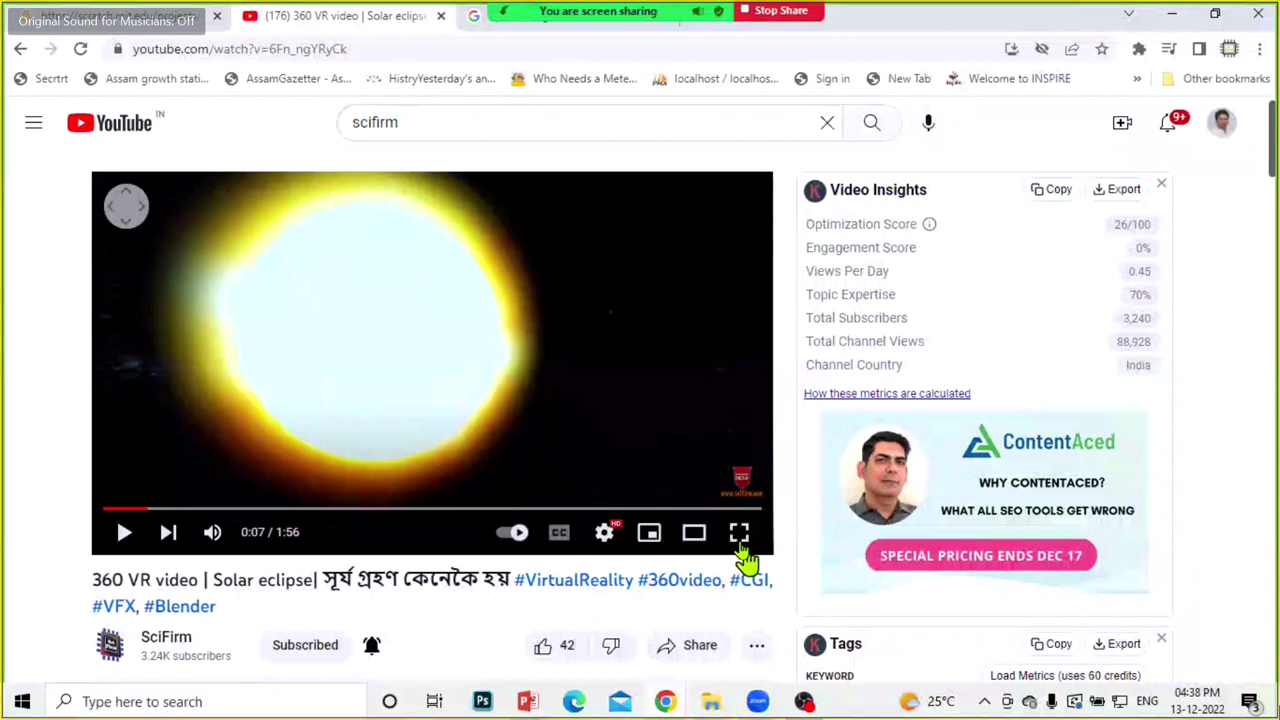 Original Sound for Musicians: Off
(176) 360 VR video | Solar eclipse
You are screen sharing
Stop Share
youtube.com/watch?v=6Fn_ngYRyCk
Secrtrt
Assam growth stati...
AssamGazetter - As...
HistryYesterday's an...
Who Needs a Mete...
localhost / localhos...
Sign in
New Tab
Welcome to INSPIRE
»
Other bookmarks
YouTube IN
scifirm
9+
Video Insights
Copy
Export
Optimization Score
26/100
Engagement Score
0%
Views Per Day
0.45
Topic Expertise
70%
Total Subscribers
3,240
Total Channel Views
88,928
Channel Country
India
How these metrics are calculated
ContentAced
WHY CONTENTACED?
WHAT ALL SEO TOOLS GET WRONG
SPECIAL PRICING ENDS DEC 17
0:07 / 1:56
CC
HD
360 VR video | Solar eclipse| সূৰ্য গ্ৰহণ কেনেকৈ হয় #VirtualReality #360video, #CGI,
#VFX, #Blender
SciFirm
3.24K subscribers
Subscribed
42
Share
Tags
Copy
Export
KEYWORD
Load Metrics (uses 60 credits)
Type here to search
Ps
zoom
25°C
ENG
04:38 PM
13-12-2022
3